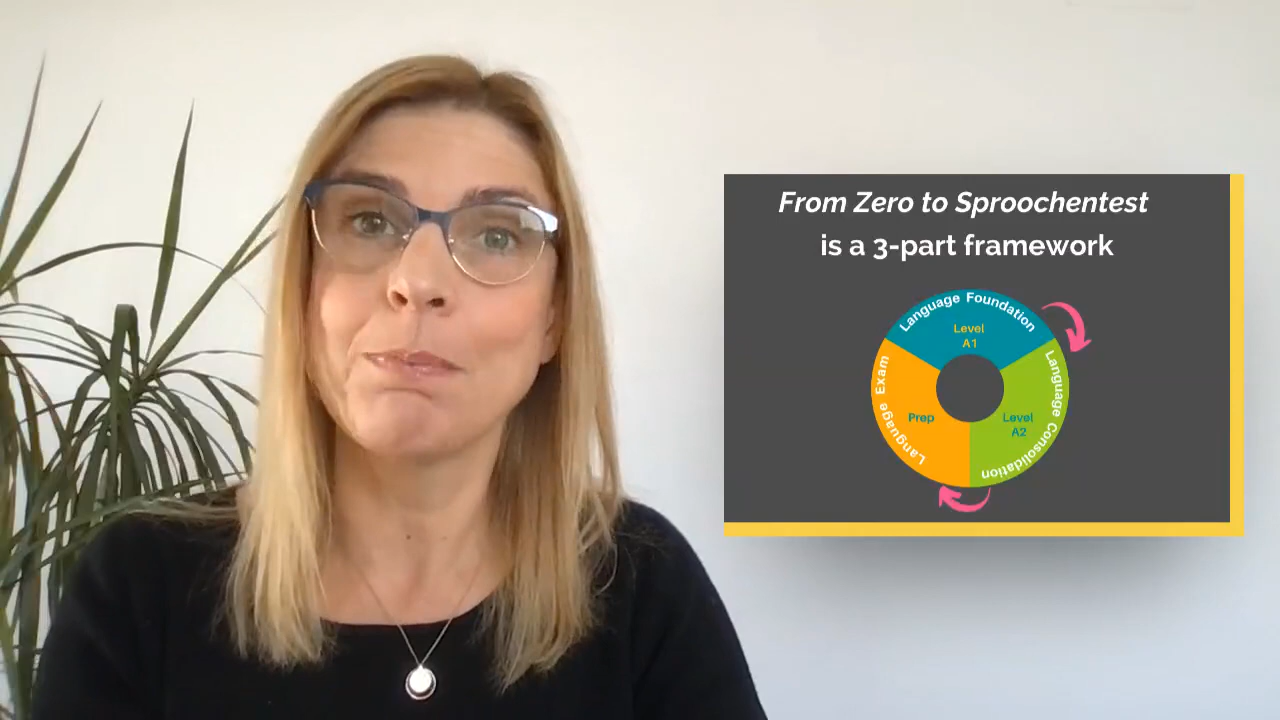 From Zero to Sproochentest
is a 3-part framework
Language Foundation
Level
A1
Language Consolidation
Level
A2
Language Exam
Prep